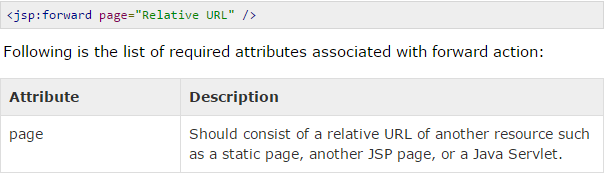 <jsp:forward page="Relative URL" />
Following is the list of required attributes associated with forward action:
Attribute Description
page Should consist of a relative URL of another resource such
as a static page, another JSP page, or a Java Servlet.